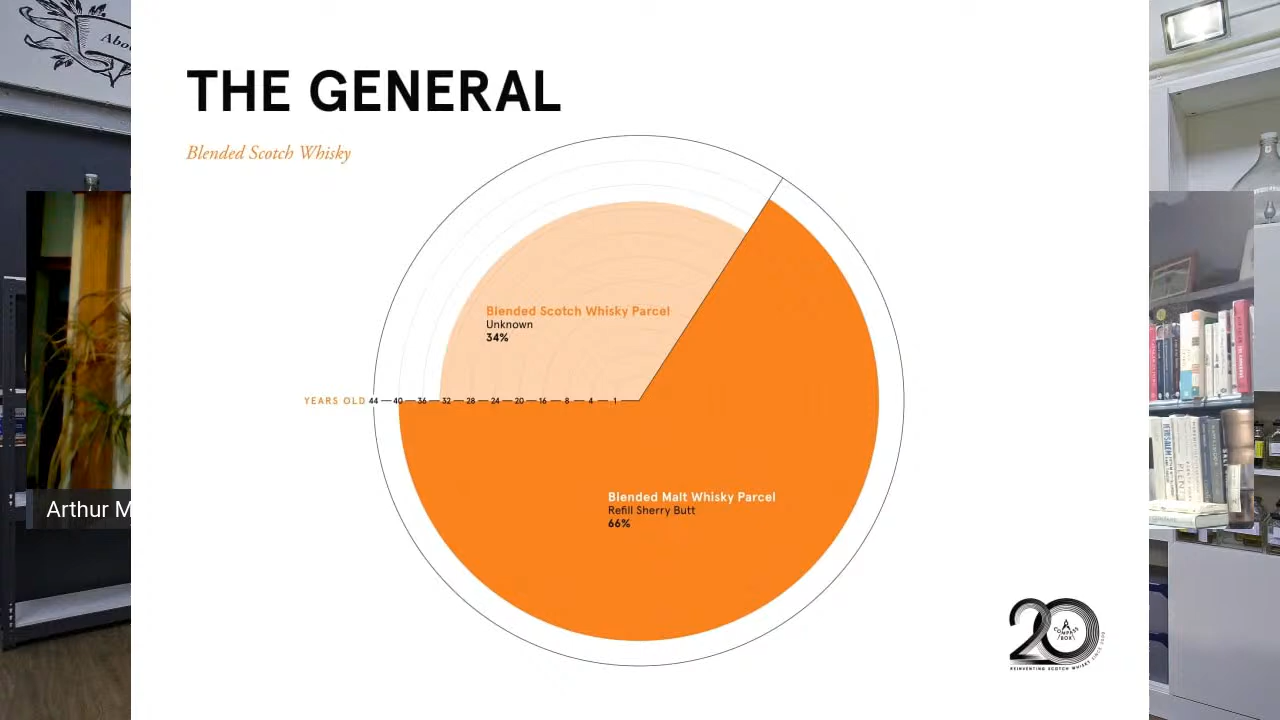 THE GENERAL
Blended Scotch Whisky
Blended Scotch Whisky Parcel
Unknown
34%
YEARS OLD 44 40 36 32 28 24 20 16 8 4 1
Blended Malt Whisky Parcel
Refill Sherry Butt
66%
Arthur M
20
COMPASS
BOX
REINVENTING SCOTCH WHISKY SINCE 2000